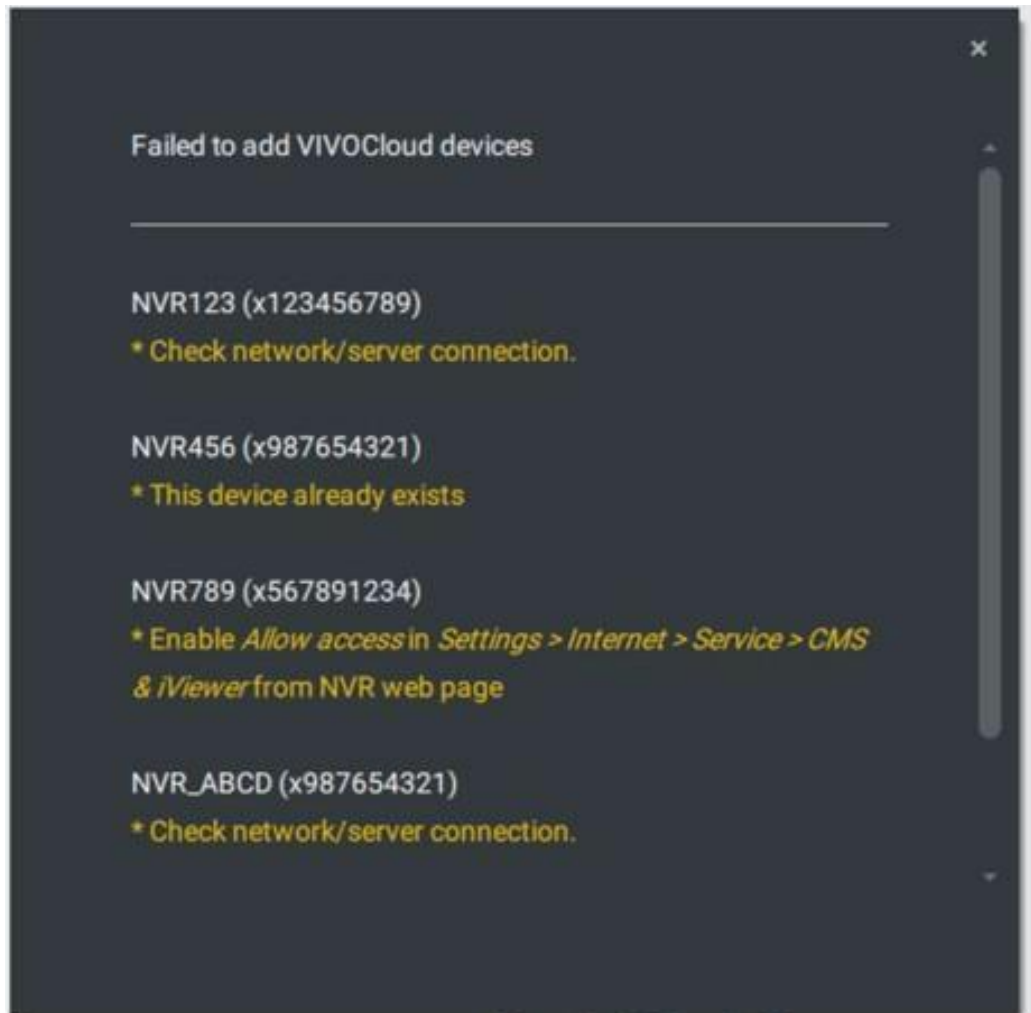 Failed to add VIVOCloud devices
NVR123 (x123456789)
* Check network/server connection.
NVR456 (x987654321)
* This device already exists
NVR789 (x567891234)
* Enable Allow access in Settings > Internet > Service > CMS
& iViewer from NVR web page
NVR_ABCD (x987654321)
* Check network/server connection.